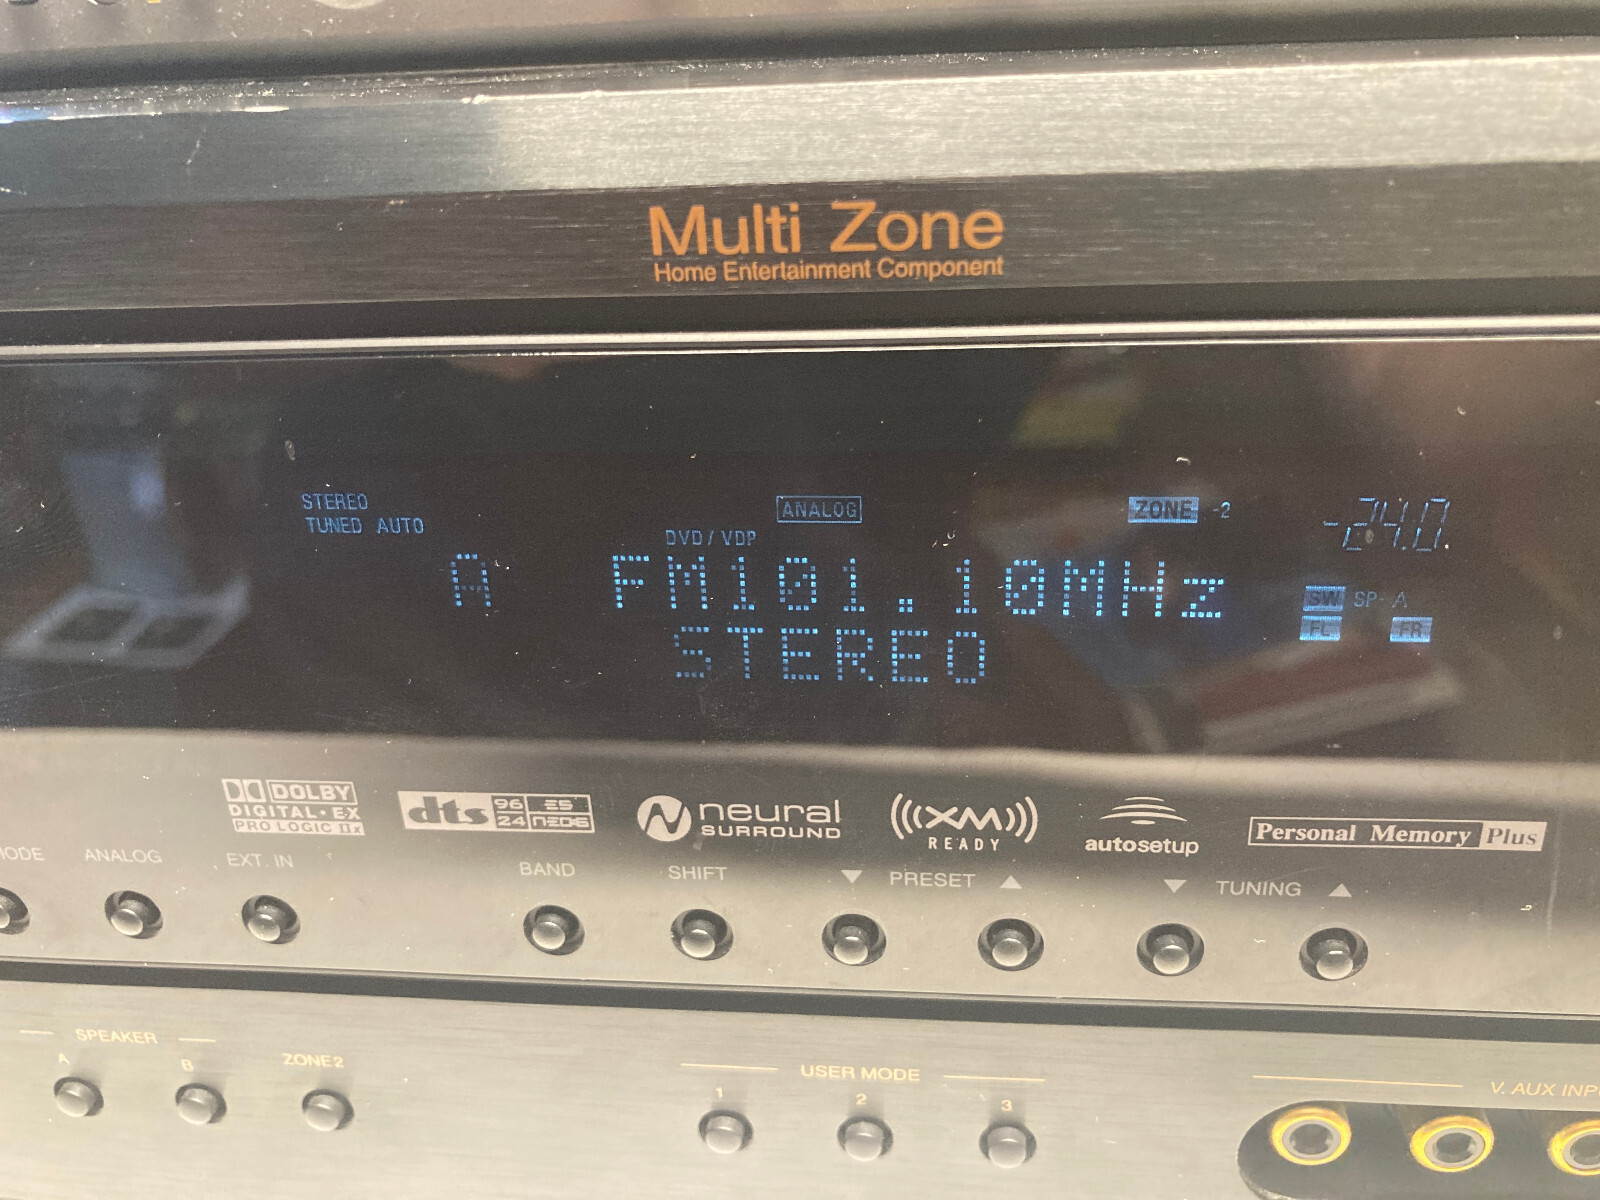 Multi Zone
Home Entertainment Component
STEREO
TUNED AUTO
ANALOG
ZONE -2
-24.0
DVD / VDP
A FM101.10MHz
SW SP- A
STEREO
FL FR
DOLBY
DIGITAL·EX
PRO LOGIC IIx
dts 96 24 ES NEO:6
neural
SURROUND
((XM))
READY
autosetup
Personal Memory Plus
ANALOG
EXT. IN
BAND
SHIFT
▼ PRESET ▲
▼ TUNING ▲
SPEAKER
A
B
ZONE2
USER MODE
1
2
3
V. AUX